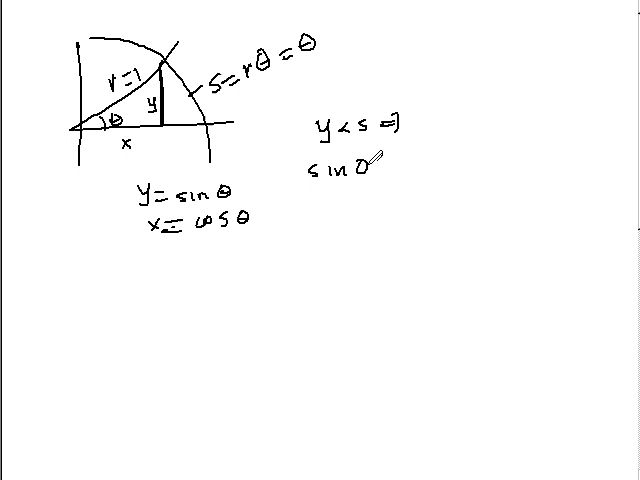 r=1
s=rθ=θ
y
θ
x
y<s⇒
sinθ
y=sinθ
x=cosθ